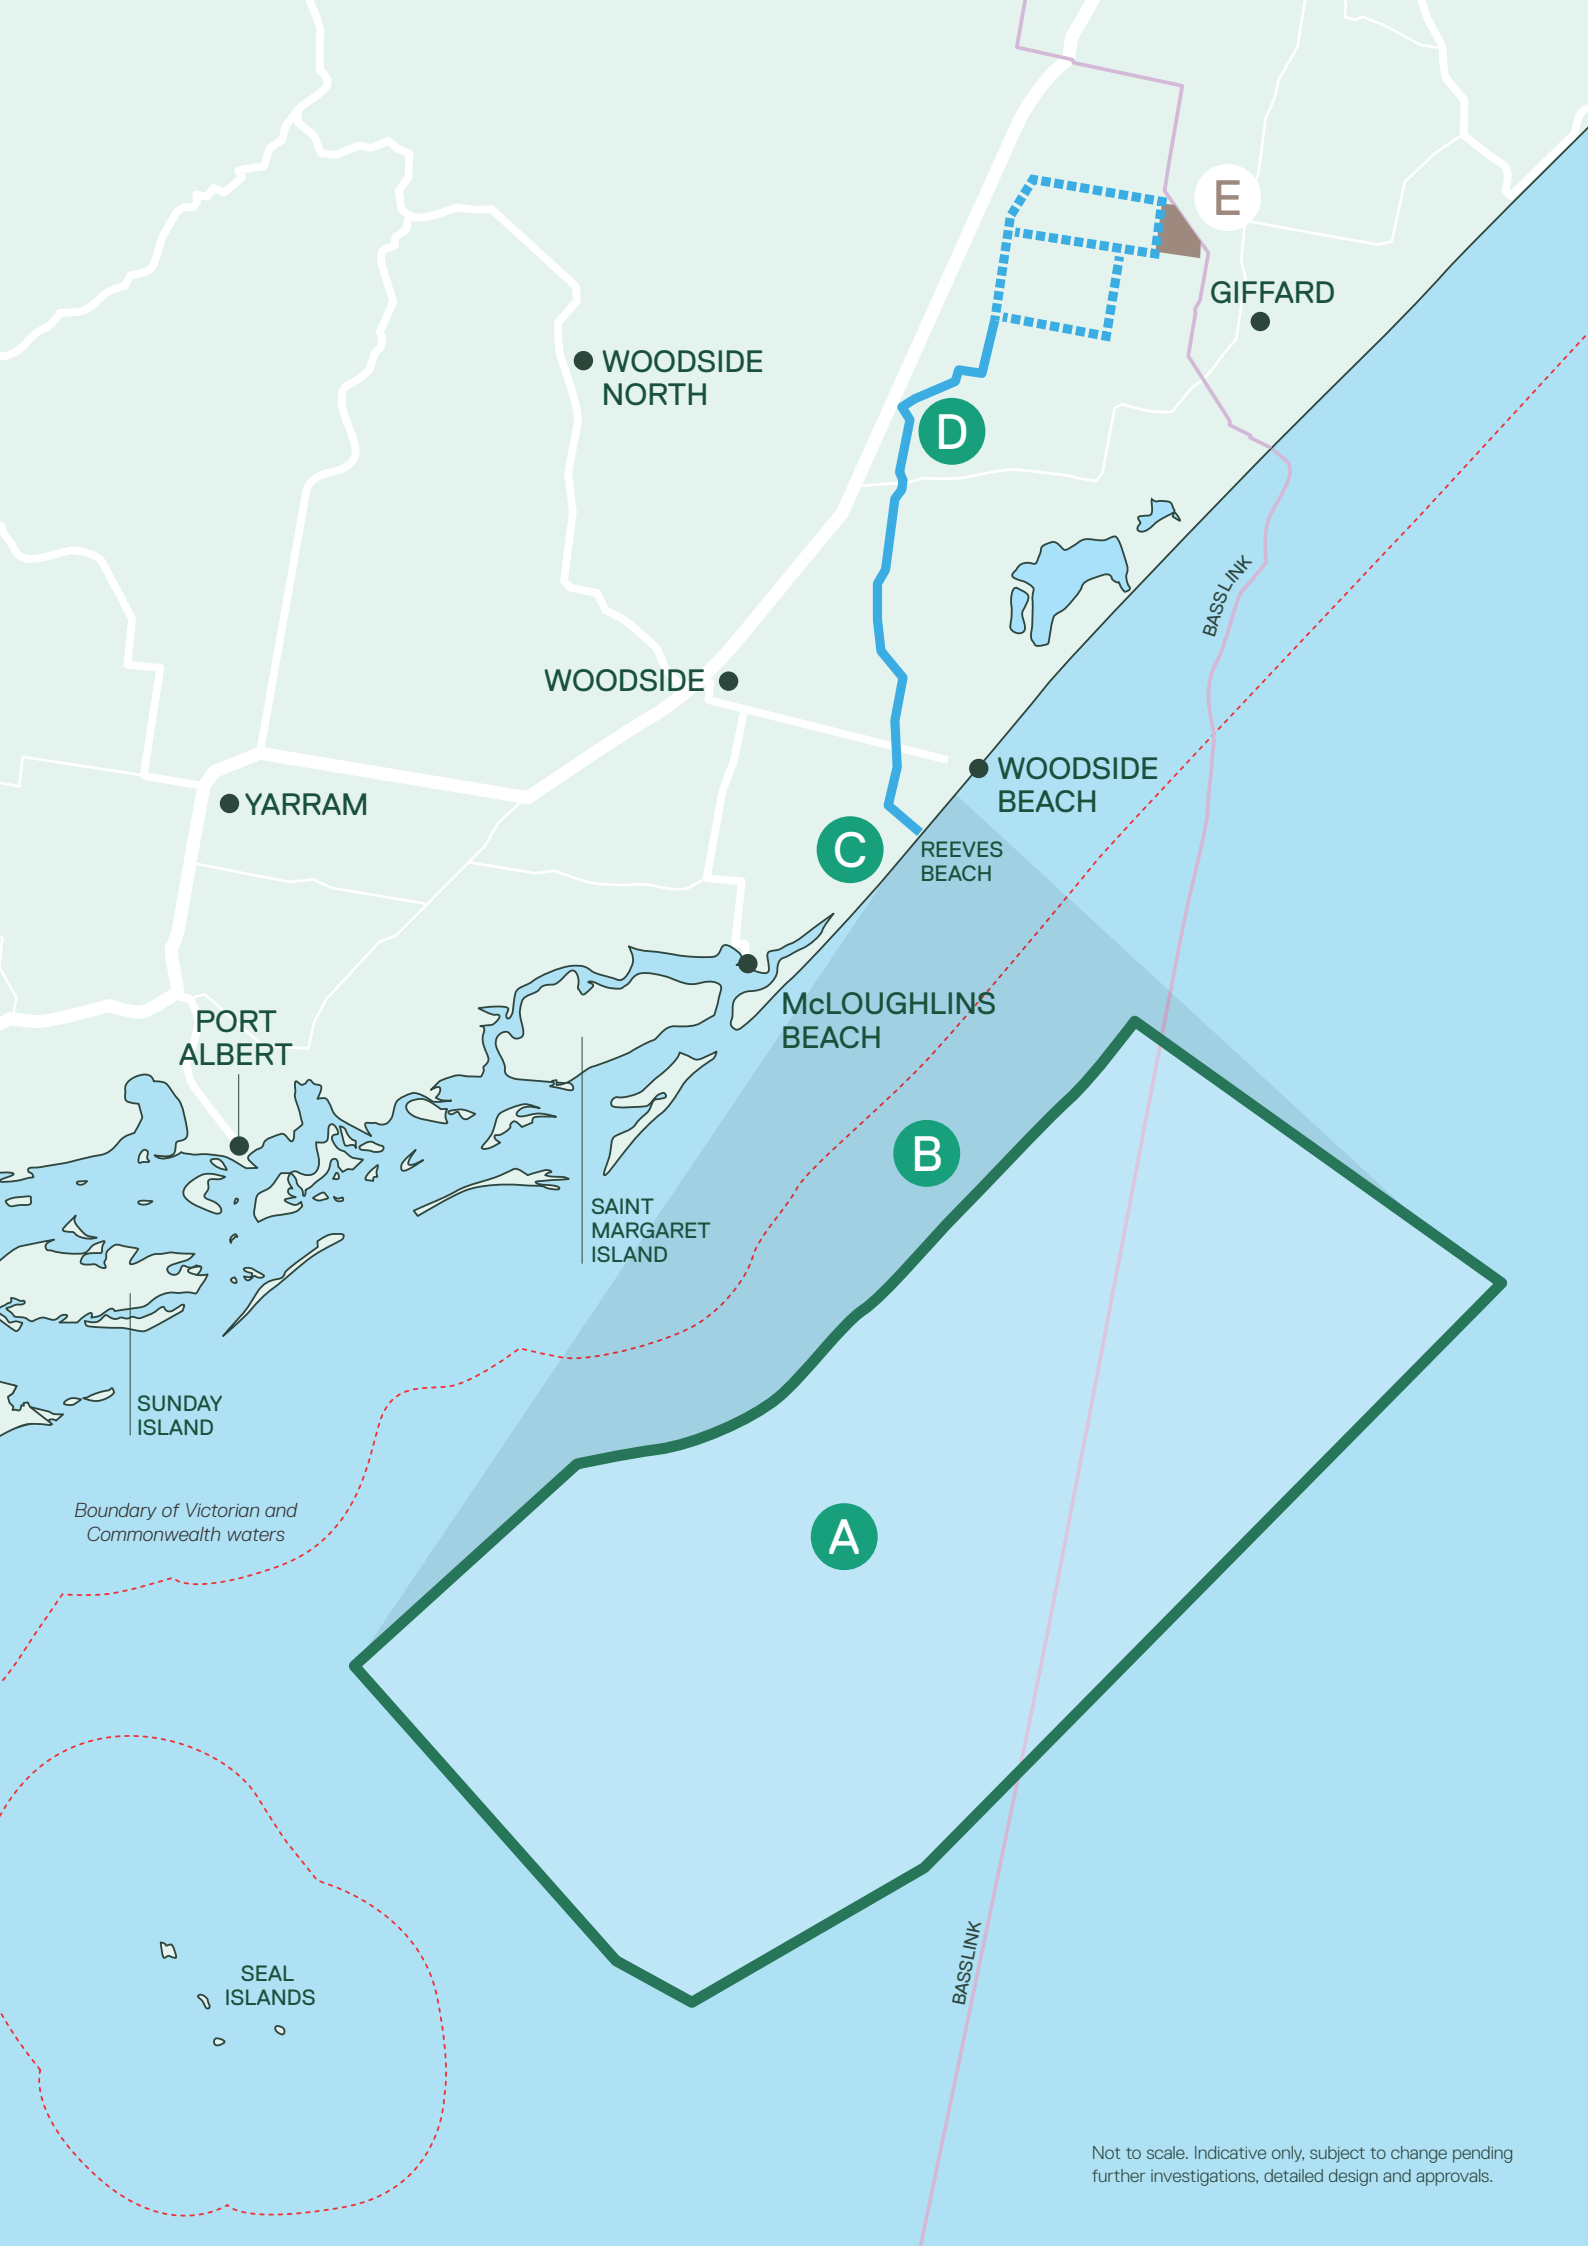 E
GIFFARD
WOODSIDE
NORTH
D
BASSLINK
WOODSIDE
WOODSIDE
BEACH
YARRAM
C
REEVES
BEACH
McLOUGHLINS
BEACH
PORT
ALBERT
B
SAINT
MARGARET
ISLAND
SUNDAY
ISLAND
Boundary of Victorian and
Commonwealth waters
A
BASSLINK
SEAL
ISLANDS
Not to scale. Indicative only, subject to change pending
further investigations, detailed design and approvals.